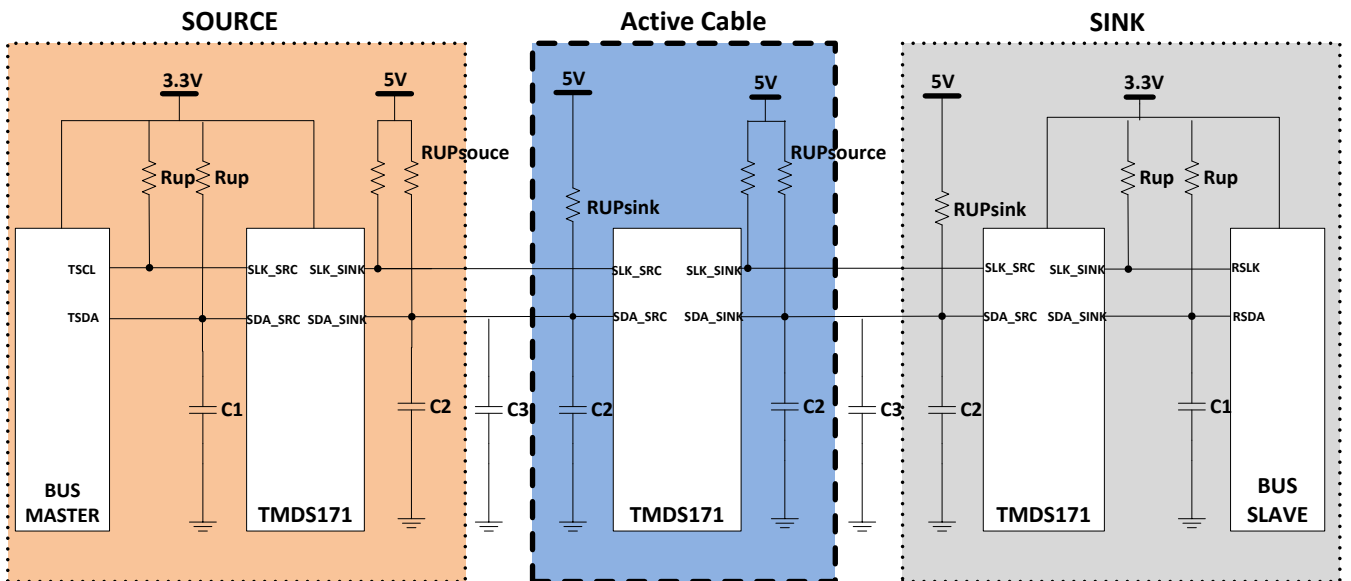 SOURCE
Active Cable
SINK
3.3V
5V
5V
5V
5V
3.3V
RUPsouce
RUPsource
Rup
Rup
Rup
Rup
RUPsink
RUPsink
TSCL
SLK_SRC
SLK_SINK
SLK_SRC
SLK_SINK
SLK_SRC
SLK_SINK
RSLK
TSDA
SDA_SRC
SDA_SINK
SDA_SRC
SDA_SINK
SDA_SRC
SDA_SINK
RSDA
C1
C2
C3
C2
C2
C3
C2
C1
BUS
MASTER
TMDS171
TMDS171
TMDS171
BUS
SLAVE